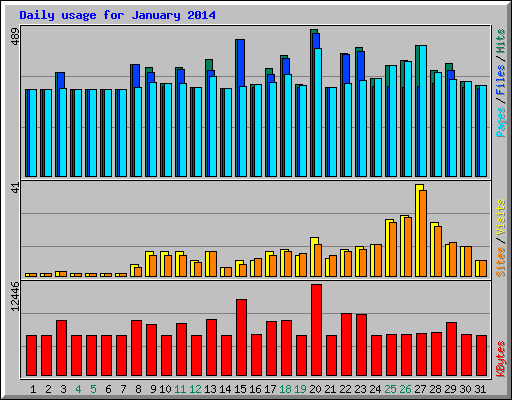 Daily usage for January 2014
489
Pages / Files / Hits
41
Sites / Visits
12446
KBytes
1 2 3 4 5 6 7 8 9 10 11 12 13 14 15 16 17 18 19 20 21 22 23 24 25 26 27 28 29 30 31